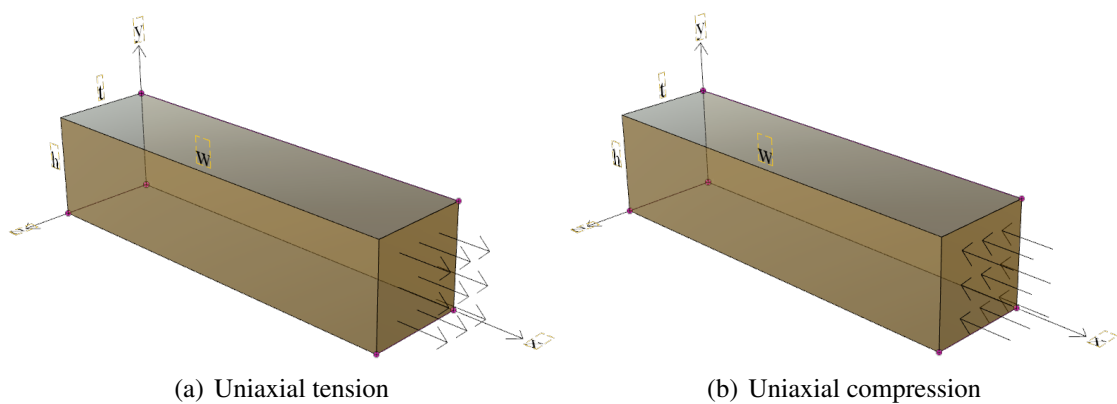 y
t
h
w
z
x
(a) Uniaxial tension
y
t
h
w
z
x
(b) Uniaxial compression